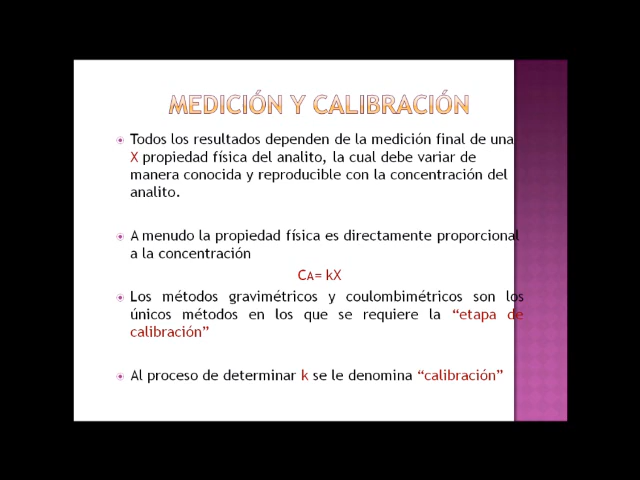 MEDICIÓN Y CALIBRACIÓN
Todos los resultados dependen de la medición final de una
X propiedad física del analito, la cual debe variar de
manera conocida y reproducible con la concentración del
analito.
A menudo la propiedad física es directamente proporcional
a la concentración
CA= kX
Los métodos gravimétricos y coulombimétricos son los
únicos métodos en los que se requiere la “etapa de
calibración”
Al proceso de determinar k se le denomina “calibración”